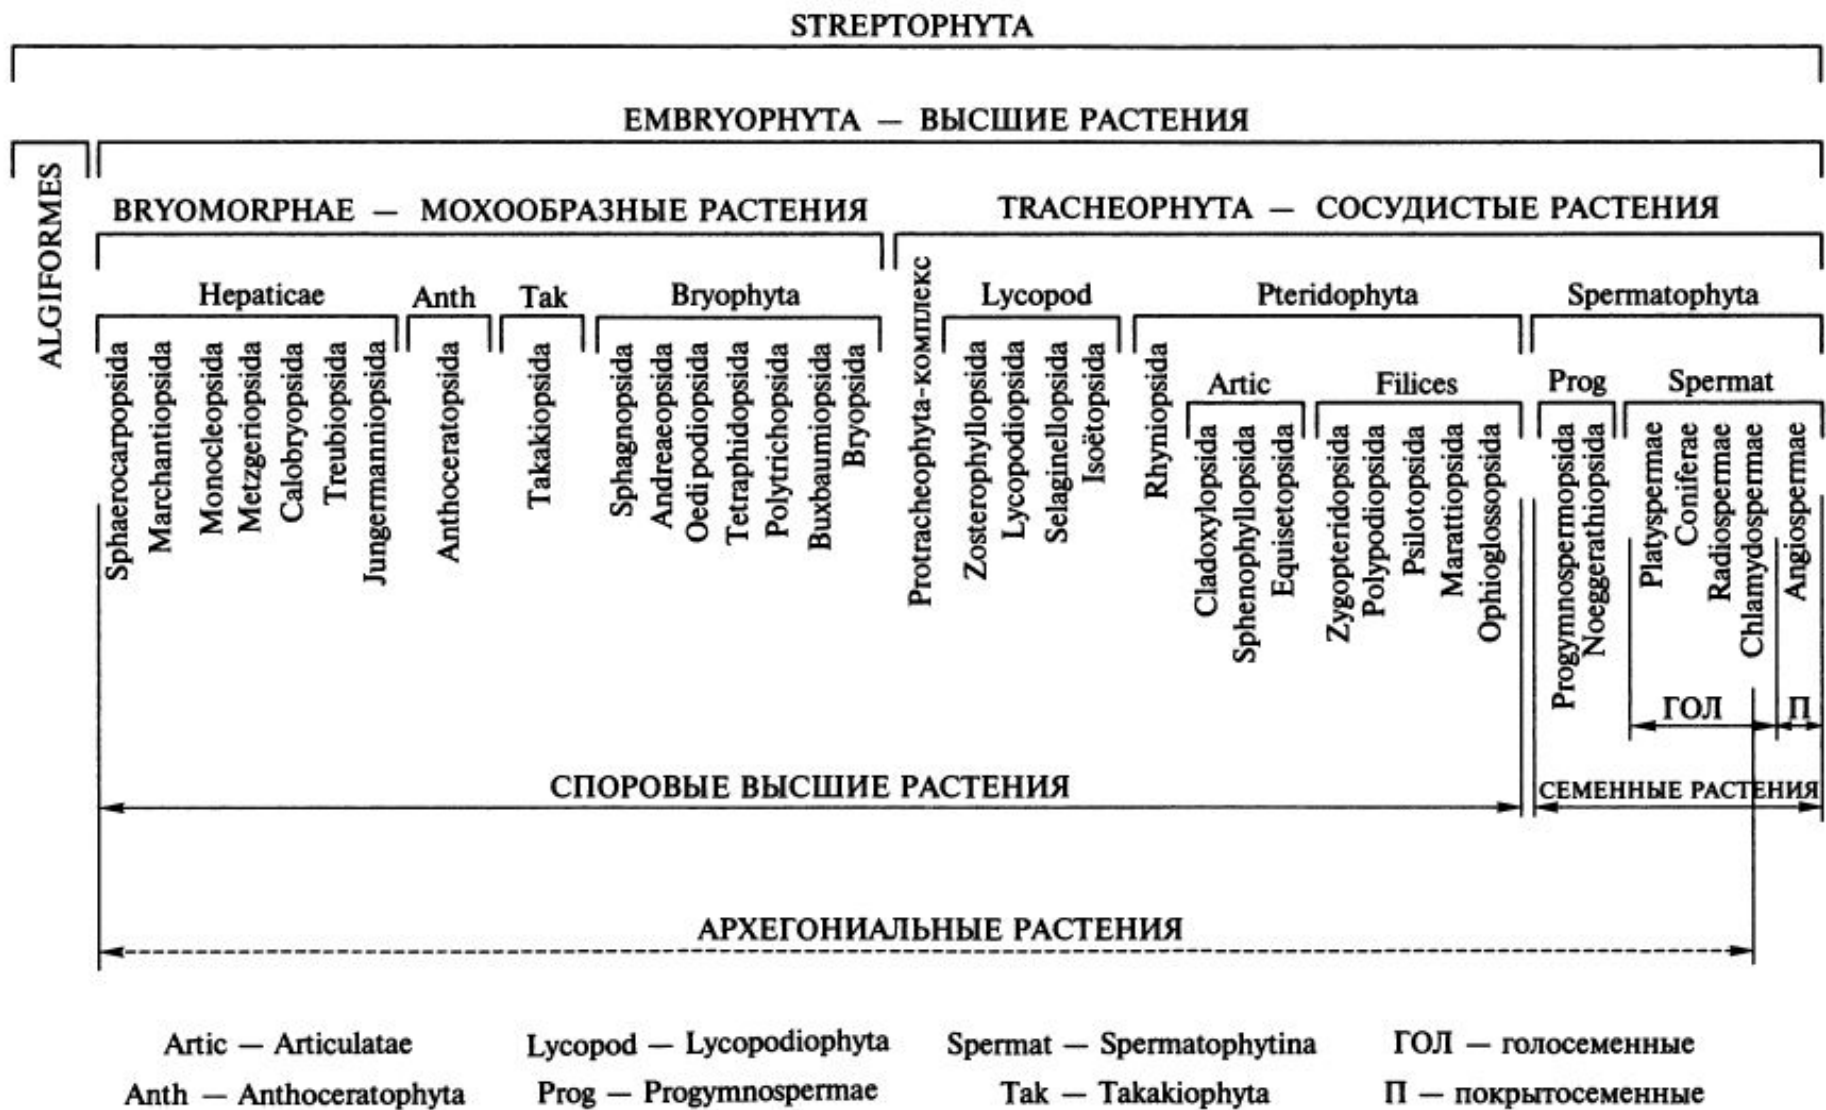 STREPTOPHYTA
EMBRYOPHYTA — ВЫСШИЕ РАСТЕНИЯ
ALGIFORMES
BRYOMORPHAE — МОХООБРАЗНЫЕ РАСТЕНИЯ
TRACHEOPHYTA — СОСУДИСТЫЕ РАСТЕНИЯ
Hepaticae
Anth
Tak
Bryophyta
Protracheophyta-комплекс
Lycopod
Pteridophyta
Spermatophyta
Sphaerocarpopsida
Marchantiopsida
Monocleopsida
Metzgeriopsida
Calobryopsida
Treubiopsida
Jungermanniopsida
Anthoceratopsida
Takakiopsida
Sphagnopsida
Andreaeopsida
Oedipodiopsida
Tetraphidopsida
Polytrichopsida
Buxbaumiopsida
Bryopsida
Zosterophyllopsida
Lycopodiopsida
Selaginellopsida
Isoëtopsida
Rhyniopsida
Artic
Filices
Prog
Spermat
Cladoxylopsida
Sphenophyllopsida
Equisetopsida
Zygopteridopsida
Polypodiopsida
Psilotopsida
Marattiopsida
Ophioglossopsida
Progymnospermopsida
Noeggerathiopsida
Platyspermae
Coniferae
Radiospermae
Chlamydospermae
Angiospermae
ГОЛ
П
СПОРОВЫЕ ВЫСШИЕ РАСТЕНИЯ
СЕМЕННЫЕ РАСТЕНИЯ
АРХЕГОНИАЛЬНЫЕ РАСТЕНИЯ
Artic — Articulatae
Lycopod — Lycopodiophyta
Spermat — Spermatophytina
ГОЛ — голосеменные
Anth — Anthoceratophyta
Prog — Progymnospermae
Tak — Takakiophyta
П — покрытосеменные